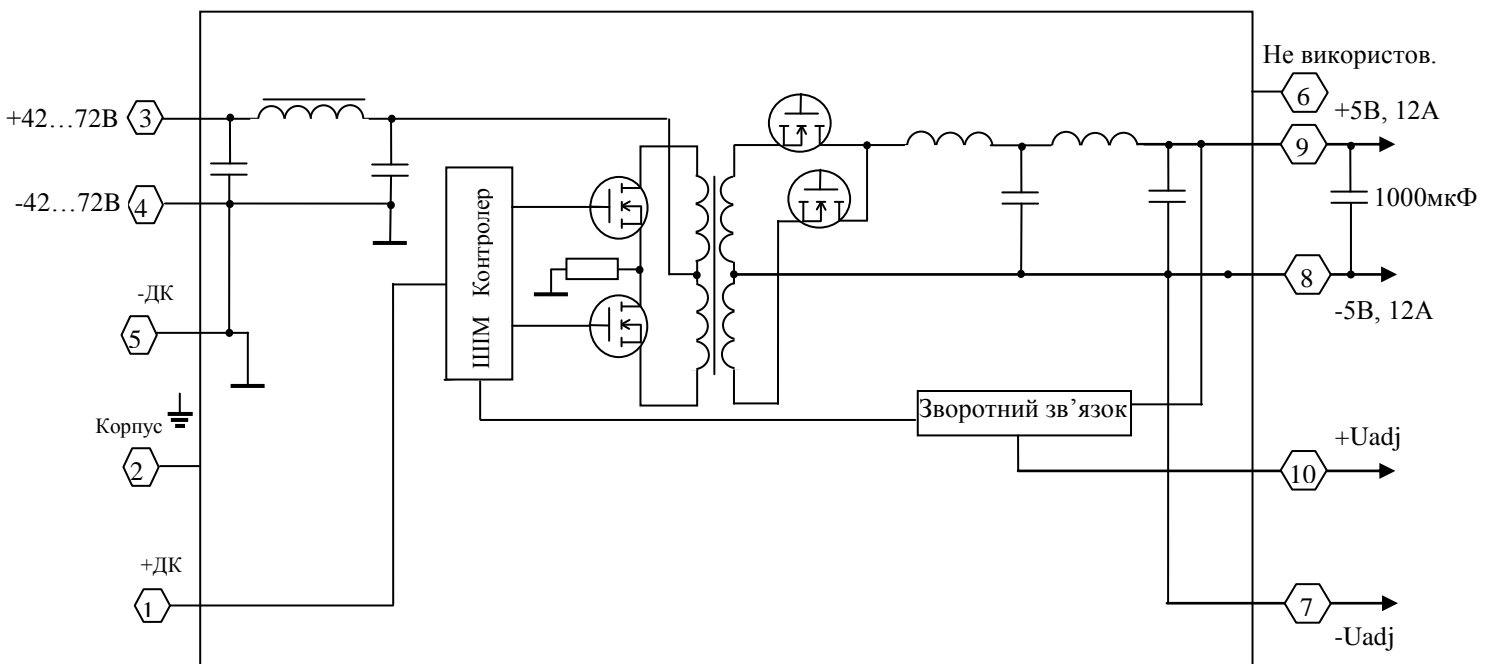 Не використов.
6
+5В, 12А
+42…72В
3
9
-42…72В
4
1000мкФ
ШІМ Контролер
8
-5В, 12А
-ДК
5
Зворотний зв’язок
Корпус
+Uadj
2
10
+ДК
1
7
-Uadj